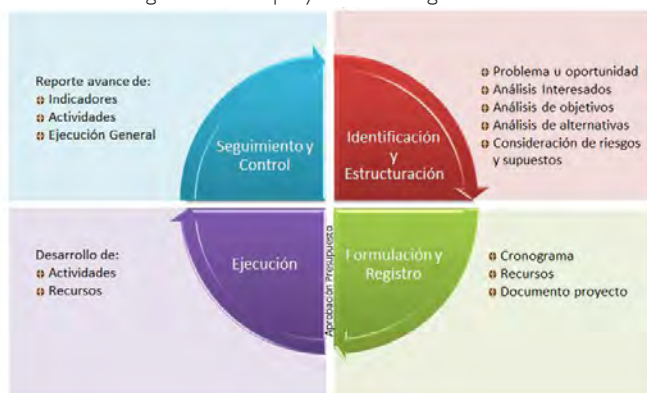 Reporte avance de:
Indicadores
Actividades
Ejecución General
Seguimiento y
Control
Identificación
y
Estructuración
Problema u oportunidad
Análisis Interesados
Análisis de objetivos
Análisis de alternativas
Consideración de riesgos
y supuestos
Desarrollo de:
Actividades
Recursos
Ejecución
Aprobación Presupuesto
Formulación y
Registro
Cronograma
Recursos
Documento proyecto